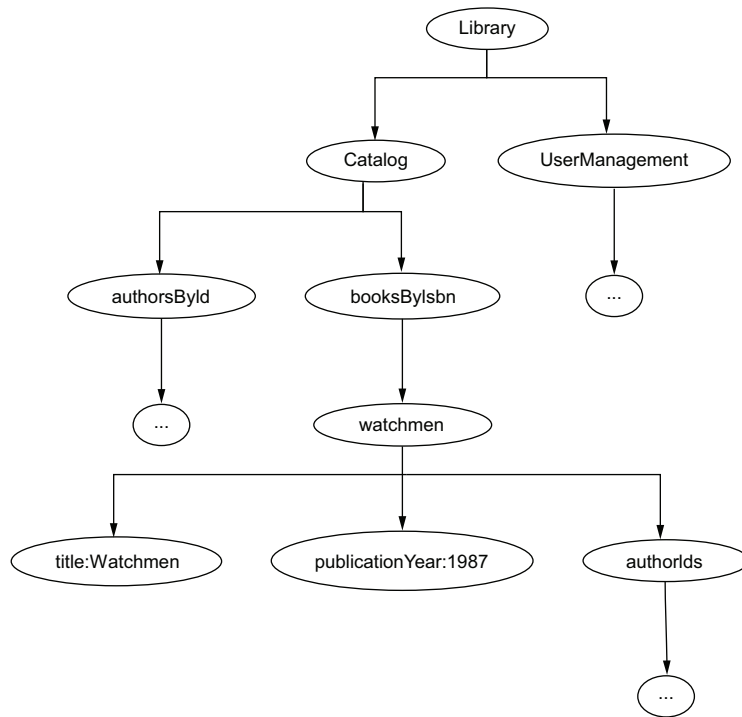 Library
Catalog
UserManagement
authorsById
booksByIsbn
...
...
watchmen
title:Watchmen
publicationYear:1987
authorIds
...